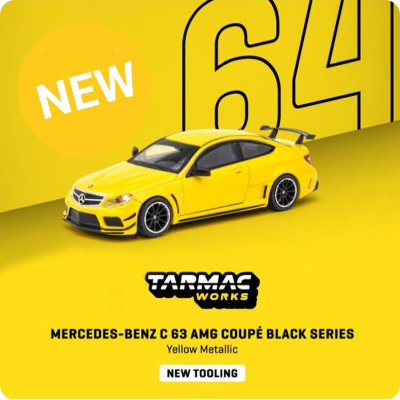 NEW
64
TARMAC
WORKS
MERCEDES-BENZ C 63 AMG COUPÉ BLACK SERIES
Yellow Metallic
NEW TOOLING